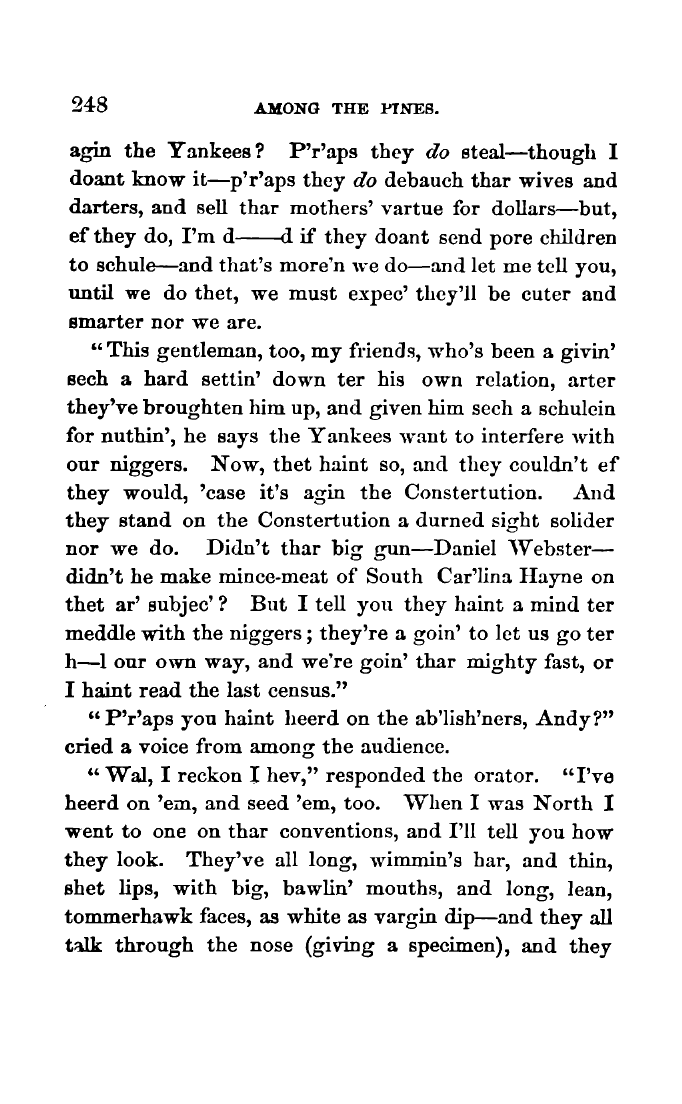 248 AMONG THE PINES.
agin the Yankees? P'r'aps they do steal—though I
doant know it—p'r'aps they do debauch thar wives and
darters, and sell thar mothers' vartue for dollars—but,
ef they do, I'm d——d if they doant send pore children
to schule—and that's more'n we do—and let me tell you,
until we do thet, we must expec' they'll be cuter and
smarter nor we are.
"This gentleman, too, my friends, who's been a givin'
sech a hard settin' down ter his own relation, arter
they've broughten him up, and given him sech a schulein
for nuthin', he says the Yankees want to interfere with
our niggers. Now, thet haint so, and they couldn't ef
they would, 'case it's agin the Constertution. And
they stand on the Constertution a durned sight solider
nor we do. Didn't thar big gun—Daniel Webster—
didn't he make mince-meat of South Car'lina Hayne on
thet ar' subjec'? But I tell you they haint a mind ter
meddle with the niggers; they're a goin' to let us go ter
h—l our own way, and we're goin' thar mighty fast, or
I haint read the last census."
"P'r'aps you haint heerd on the ab'lish'ners, Andy?"
cried a voice from among the audience.
"Wal, I reckon I hev," responded the orator. "I've
heerd on 'em, and seed 'em, too. When I was North I
went to one on thar conventions, and I'll tell you how
they look. They've all long, wimmin's har, and thin,
shet lips, with big, bawlin' mouths, and long, lean,
tommerhawk faces, as white as vargin dip—and they all
talk through the nose (giving a specimen), and they